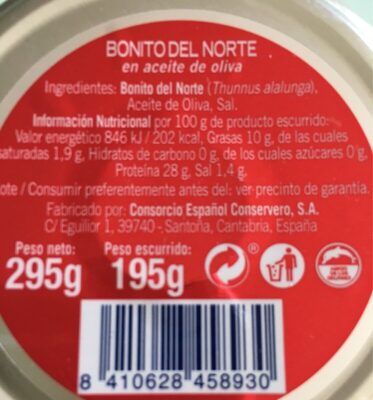 BONITO DEL NORTE
en aceite de oliva
Ingredientes: Bonito del Norte (Thunnus alalunga),
Aceite de Oliva, Sal.
Información Nutricional por 100 g de producto escurrido:
Valor energético 846 kJ / 202 kcal, Grasas 10 g, de las cuales
saturadas 1,9 g, Hidratos de carbono 0 g, de los cuales azúcares 0 g,
Proteína 28 g, Sal 1,4 g.
Lote / Consumir preferentemente antes del: ver precinto de garantía.
Fabricado por: Consorcio Español Conservero, S.A.
C/ Eguilior 1, 39740 -, Santoña, Cantabria, España
Peso neto: Peso escurrido:
295g 195g ®
8 410628 458930